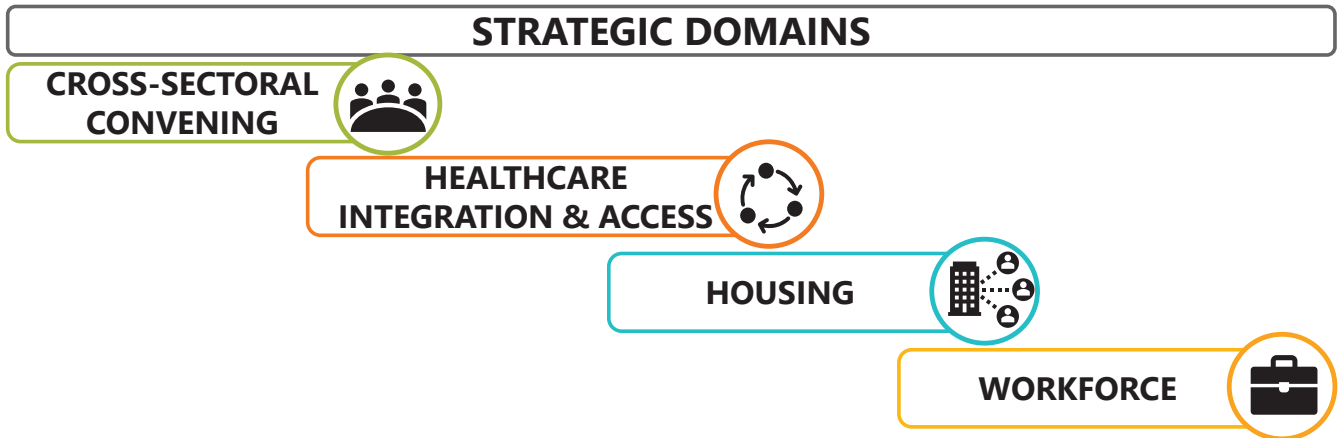 STRATEGIC DOMAINS
CROSS-SECTORAL
CONVENING
HEALTHCARE
INTEGRATION & ACCESS
HOUSING
WORKFORCE